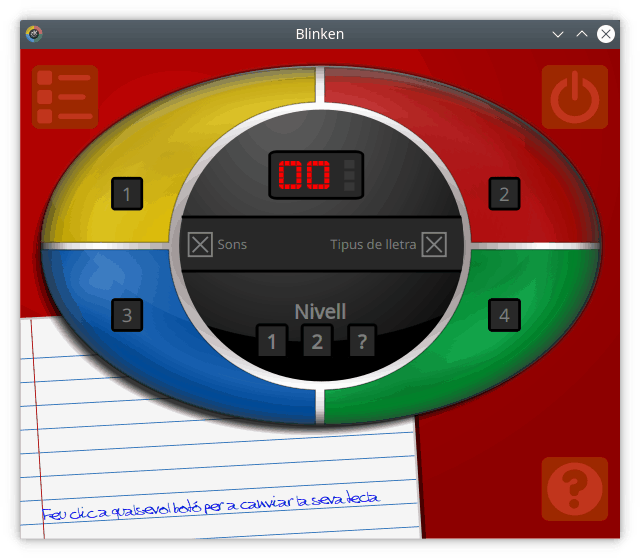 Blinken
00
1
2
Sons
Tipus de lletra
3
4
Nivell
1 2 ?
?
Feu clic a qualsevol botó per a canviar la seva tecla